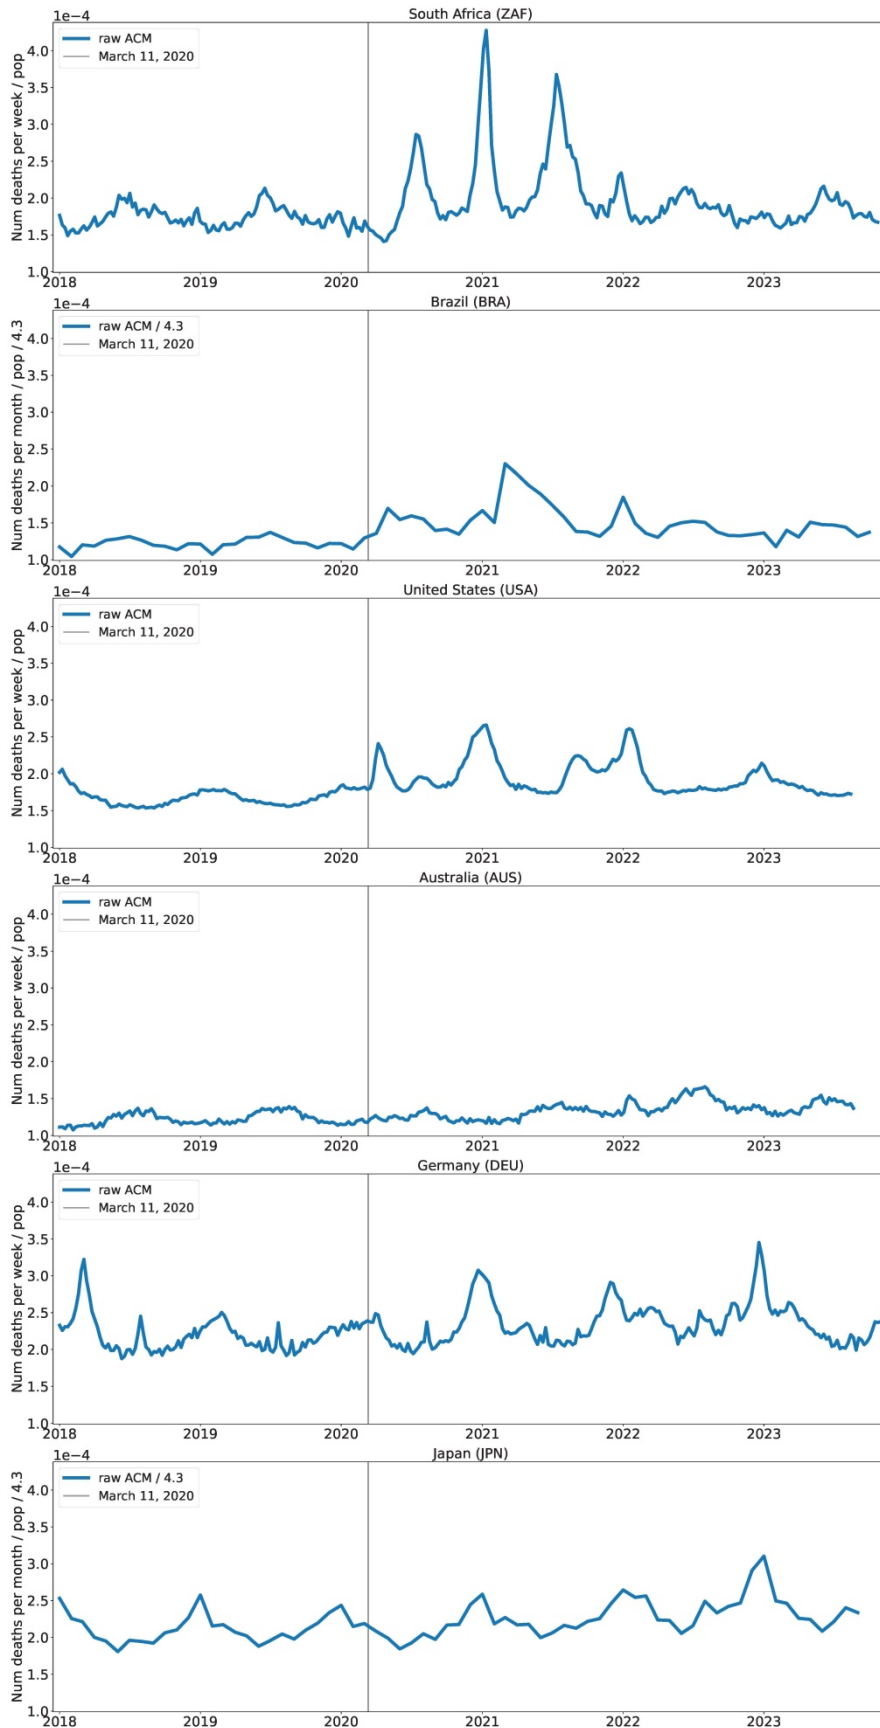 1e−4
South Africa (ZAF)
Num deaths per week / pop
raw ACM
March 11, 2020
4.0
3.5
3.0
2.5
2.0
1.5
1.0
2018 2019 2020 2021 2022 2023
1e−4
Brazil (BRA)
Num deaths per month / pop / 4.3
raw ACM / 4.3
March 11, 2020
4.0
3.5
3.0
2.5
2.0
1.5
1.0
2018 2019 2020 2021 2022 2023
1e−4
United States (USA)
Num deaths per week / pop
raw ACM
March 11, 2020
4.0
3.5
3.0
2.5
2.0
1.5
1.0
2018 2019 2020 2021 2022 2023
1e−4
Australia (AUS)
Num deaths per week / pop
raw ACM
March 11, 2020
4.0
3.5
3.0
2.5
2.0
1.5
1.0
2018 2019 2020 2021 2022 2023
1e−4
Germany (DEU)
Num deaths per week / pop
raw ACM
March 11, 2020
4.0
3.5
3.0
2.5
2.0
1.5
1.0
2018 2019 2020 2021 2022 2023
1e−4
Japan (JPN)
Num deaths per month / pop / 4.3
raw ACM / 4.3
March 11, 2020
4.0
3.5
3.0
2.5
2.0
1.5
1.0
2018 2019 2020 2021 2022 2023